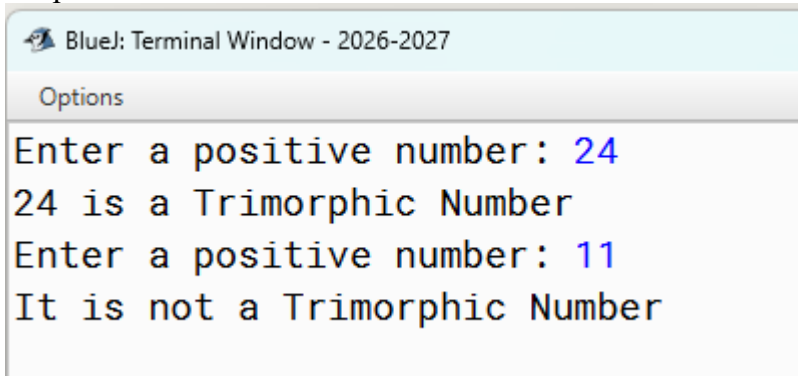 BlueJ: Terminal Window - 2026-2027
Options
Enter a positive number: 24
24 is a Trimorphic Number
Enter a positive number: 11
It is not a Trimorphic Number